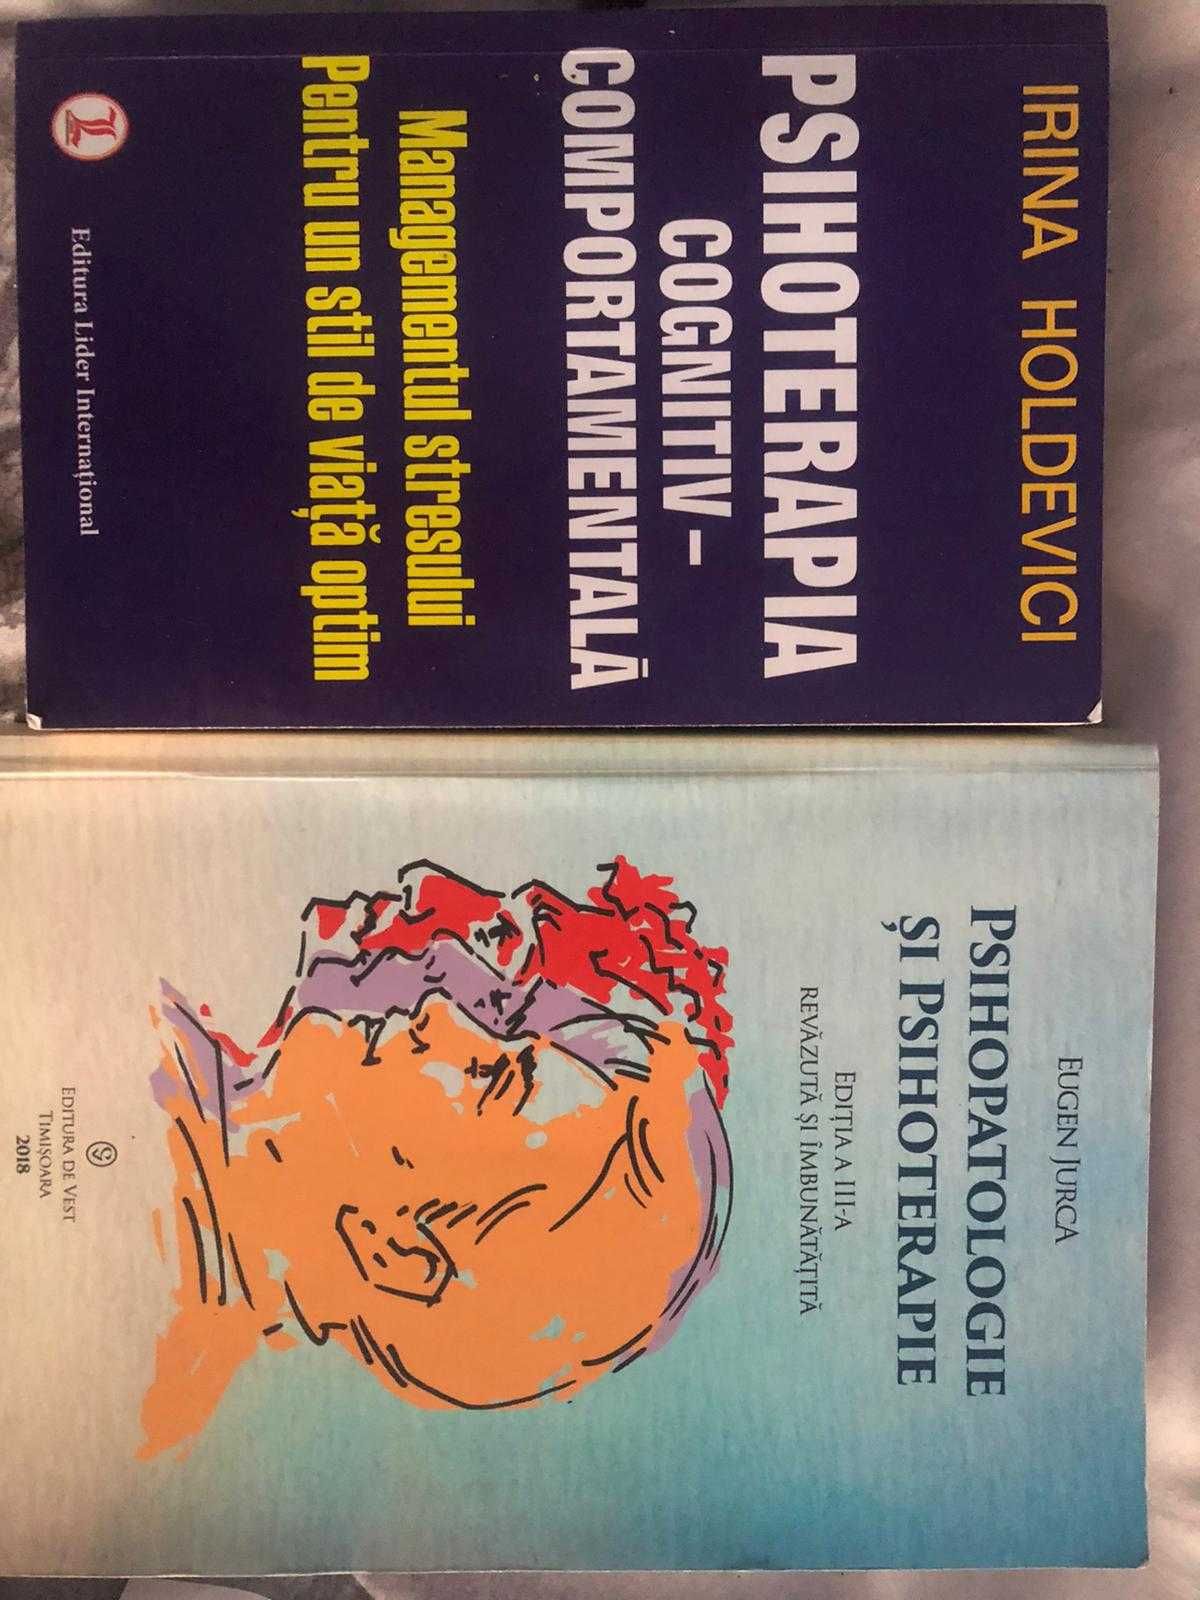 IRINA HOLDEVICI
PSIHOTERAPIA
COGNITIV –
COMPORTAMENTALĂ
Managementul stresului
Pentru un stil de viață optim
L
Editura Lider Internațional
EUGEN JURCA
PSIHOPATOLOGIE
ȘI PSIHOTERAPIE
EDIȚIA A III-A
REVĂZUTĂ ȘI ÎMBUNĂTĂȚITĂ
EDITURA DE VEST
TIMIȘOARA
2018